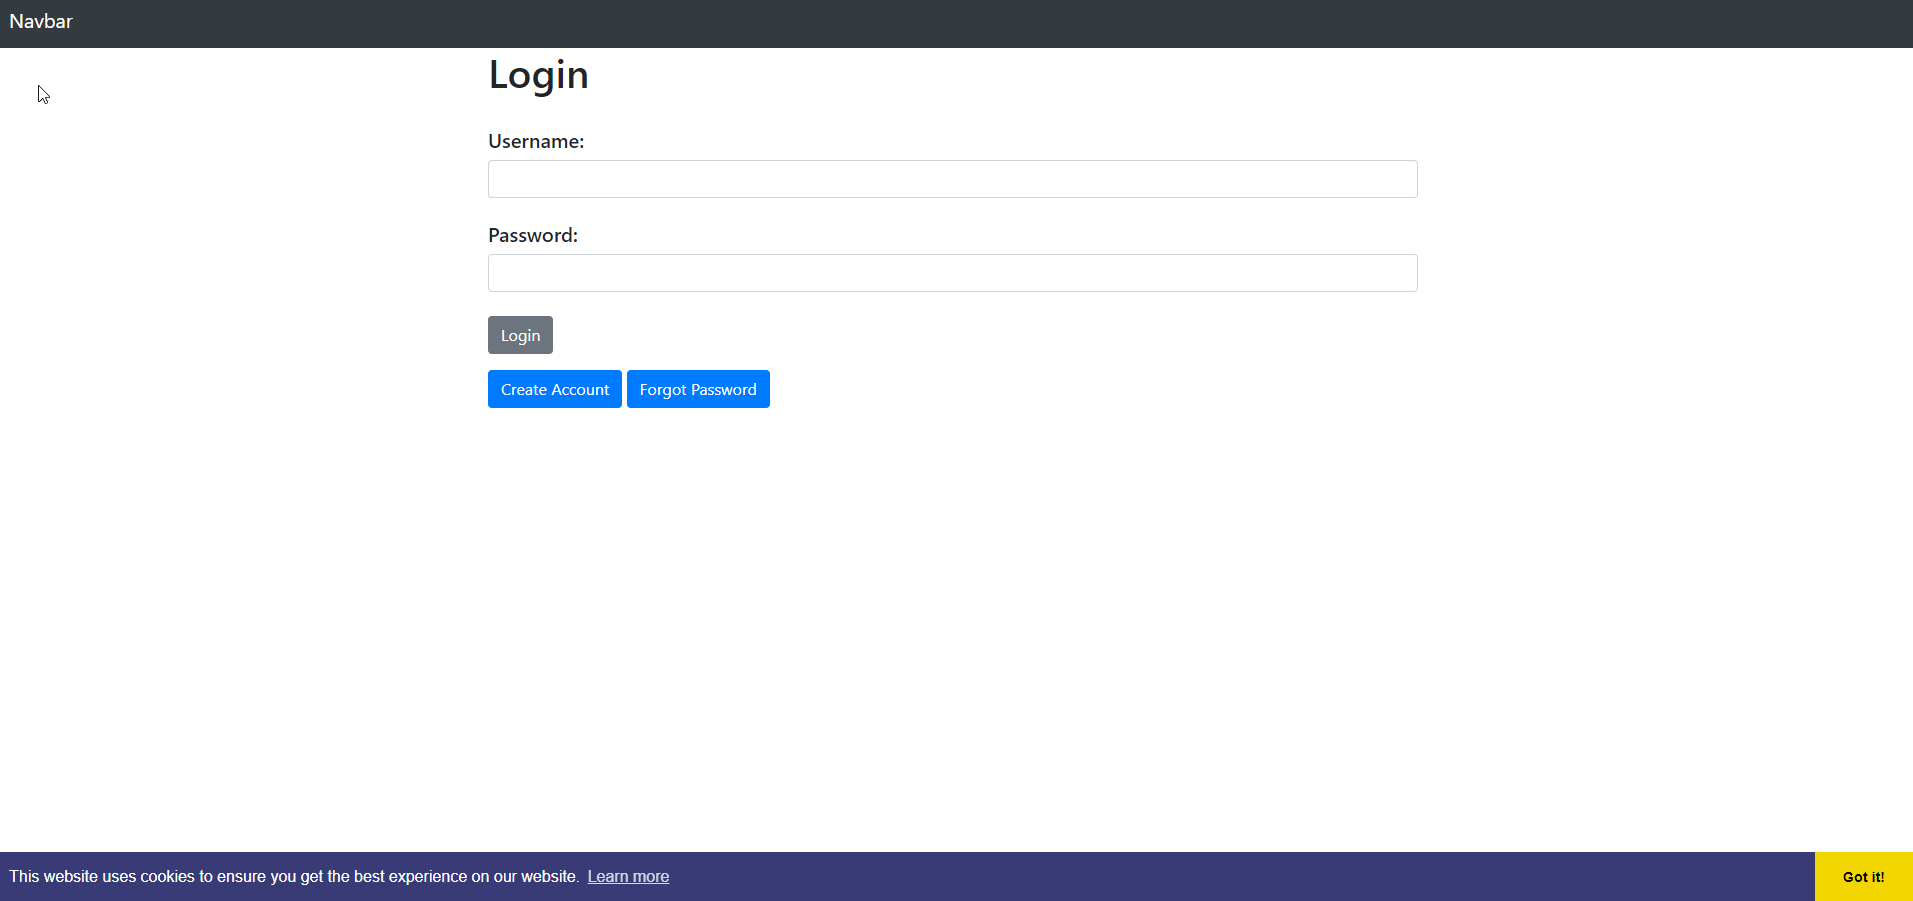 Navbar
Login
Username:
Password:
Login
Create Account Forgot Password
This website uses cookies to ensure you get the best experience on our website. Learn more Got it!